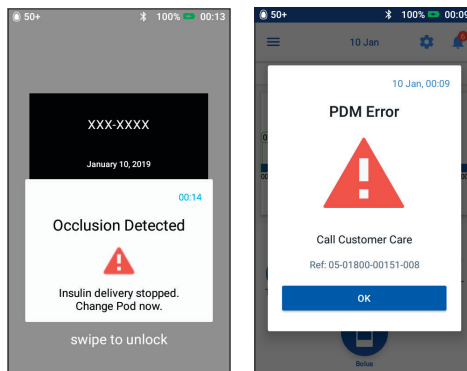 50+ 100% 00:13
XXX-XXXX
January 10, 2019
00:14
Occlusion Detected
Insulin delivery stopped.
Change Pod now.
swipe to unlock
50+ 100% 00:09
10 Jan 6
10 Jan, 00:09
PDM Error
Call Customer Care
Ref: 05-01800-00151-008
OK
Bolus